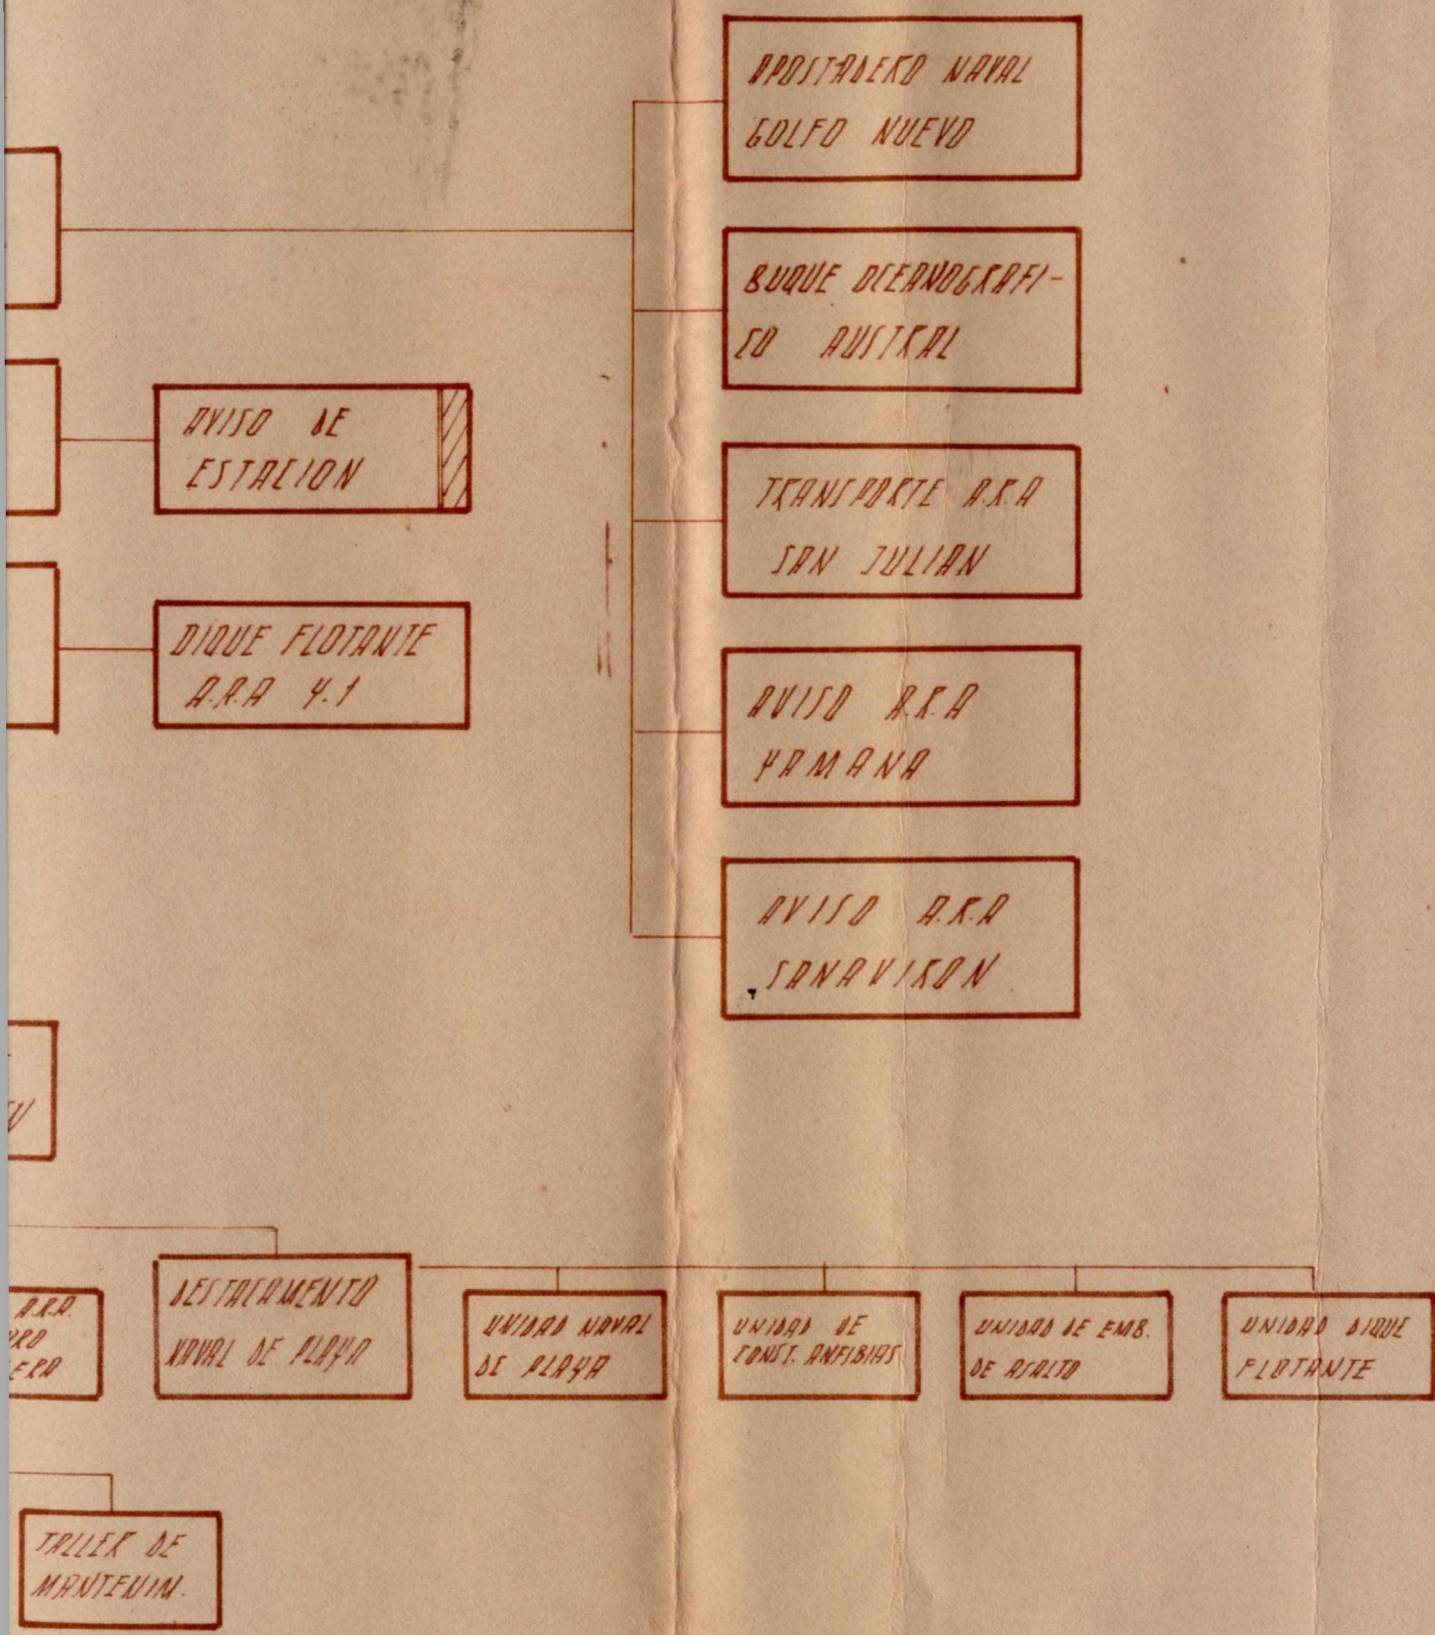 APOSTADERO NAVAL
GOLFO NUEVO
BUQUE OCEANOGRAFI-
CO AUSTRAL
AVISO DE
ESTACION
TRANSPORTE A.R.A
SAN JULIAN
DIQUE FLOTANTE
A.R.A Y.1
AVISO A.R.A
YAMANA
AVISO A.R.A
SANAVIRON
A.R.A.
DESTACAMENTO
NAVAL DE PLAYA
UNIDAD NAVAL
DE PLAYA
UNIDAD DE
CONST. ANFIBIAS
UNIDAD DE EMB.
DE ASALTO
UNIDAD DIQUE
FLOTANTE
TALLER DE
MANTENIM.